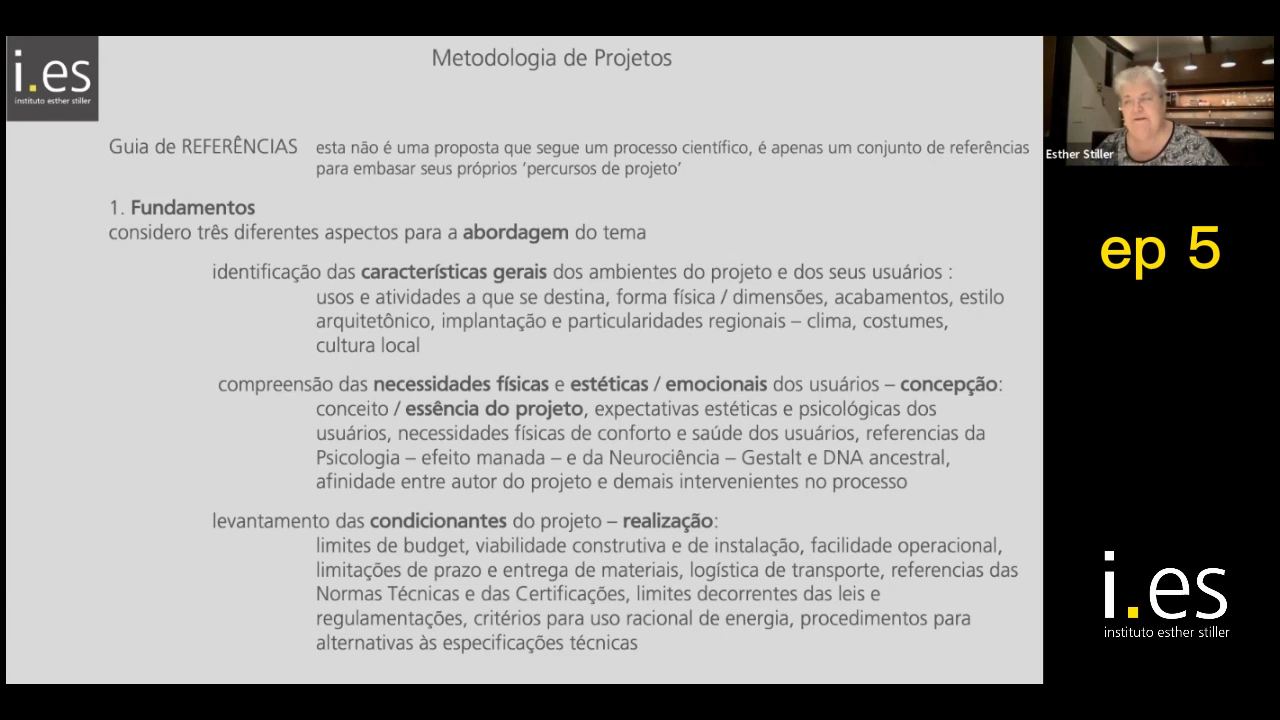 i.es
instituto esther stiller
Metodologia de Projetos
Guia de REFERÊNCIAS esta não é uma proposta que segue um processo científico, é apenas um conjunto de referências
para embasar seus próprios ‘percursos de projeto’
1. Fundamentos
considero três diferentes aspectos para a abordagem do tema
identificação das características gerais dos ambientes do projeto e dos seus usuários :
usos e atividades a que se destina, forma física / dimensões, acabamentos, estilo
arquitetônico, implantação e particularidades regionais – clima, costumes,
cultura local
compreensão das necessidades físicas e estéticas / emocionais dos usuários – concepção:
conceito / essência do projeto, expectativas estéticas e psicológicas dos
usuários, necessidades físicas de conforto e saúde dos usuários, referencias da
Psicologia – efeito manada – e da Neurociência – Gestalt e DNA ancestral,
afinidade entre autor do projeto e demais intervenientes no processo
levantamento das condicionantes do projeto – realização:
limites de budget, viabilidade construtiva e de instalação, facilidade operacional,
limitações de prazo e entrega de materiais, logística de transporte, referencias das
Normas Técnicas e das Certificações, limites decorrentes das leis e
regulamentações, critérios para uso racional de energia, procedimentos para
alternativas às especificações técnicas
Esther Stiller
ep 5
i.es
instituto esther stiller